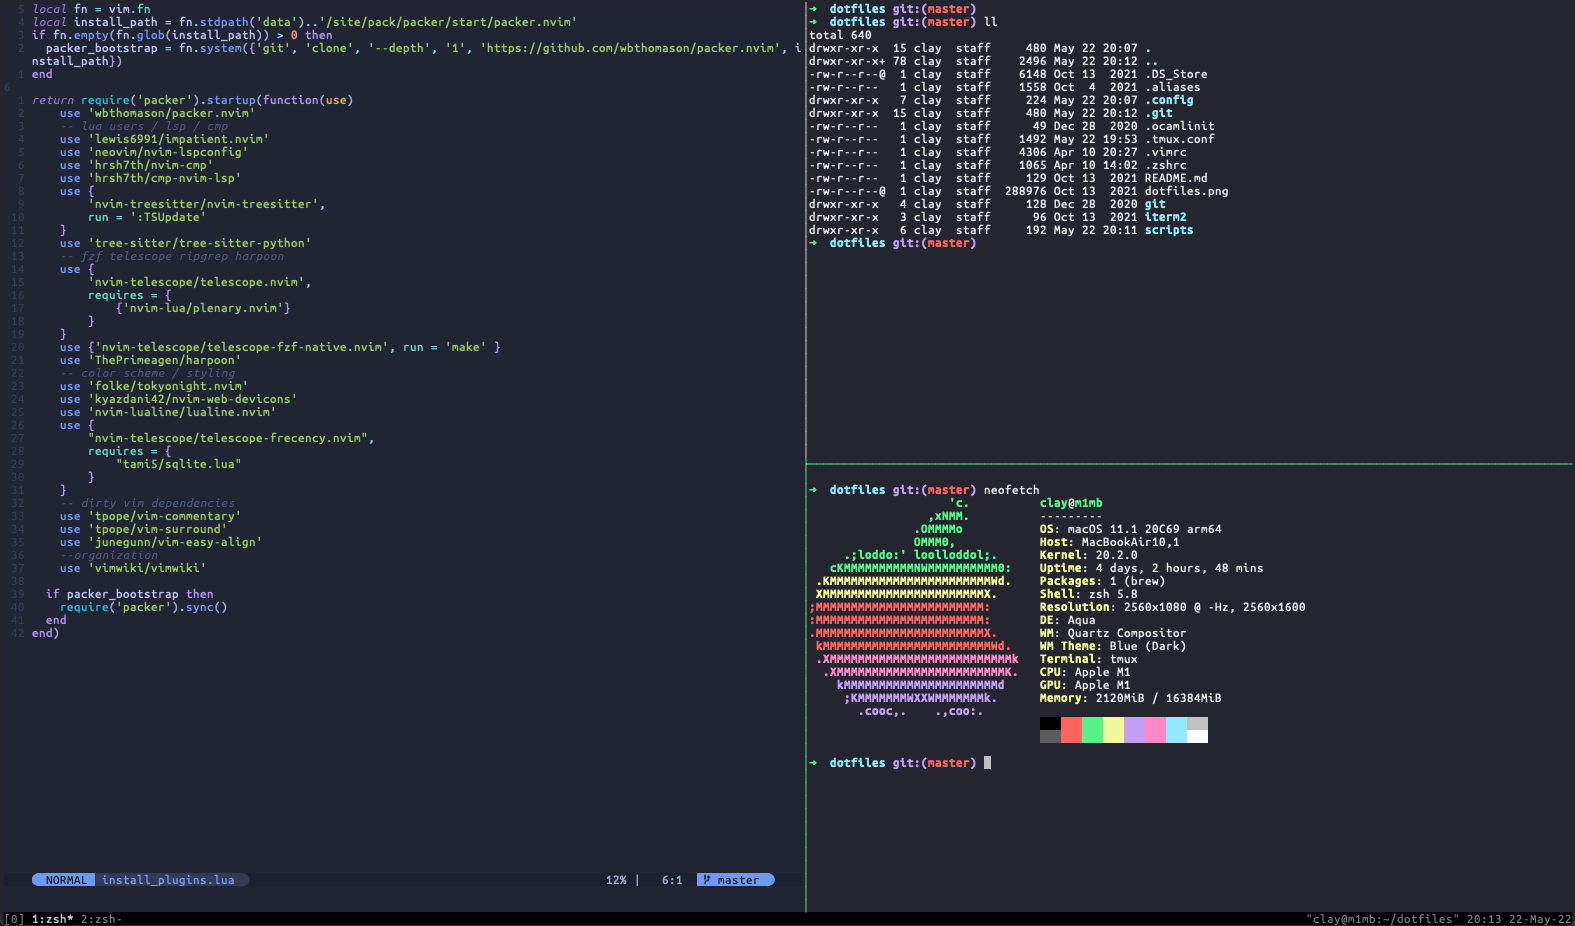 5 local fn = vim.fn
4 local install_path = fn.stdpath('data')..'/site/pack/packer/start/packer.nvim'
3 if fn.empty(fn.glob(install_path)) > 0 then
2   packer_bootstrap = fn.system({'git', 'clone', '--depth', '1', 'https://github.com/wbthomason/packer.nvim', i
nstall_path})
1 end
6
1 return require('packer').startup(function(use)
2     use 'wbthomason/packer.nvim'
3     -- lua users / lsp / cmp
4     use 'lewis6991/impatient.nvim'
5     use 'neovim/nvim-lspconfig'
6     use 'hrsh7th/nvim-cmp'
7     use 'hrsh7th/cmp-nvim-lsp'
8     use {
9         'nvim-treesitter/nvim-treesitter',
10         run = ':TSUpdate'
11     }
12     use 'tree-sitter/tree-sitter-python'
13     -- fzf telescope ripgrep harpoon
14     use {
15         'nvim-telescope/telescope.nvim',
16         requires = {
17             {'nvim-lua/plenary.nvim'}
18         }
19     }
20     use {'nvim-telescope/telescope-fzf-native.nvim', run = 'make' }
21     use 'ThePrimeagen/harpoon'
22     -- color scheme / styling
23     use 'folke/tokyonight.nvim'
24     use 'kyazdani42/nvim-web-devicons'
25     use 'nvim-lualine/lualine.nvim'
26     use {
27         "nvim-telescope/telescope-frecency.nvim",
28         requires = {
29             "tami5/sqlite.lua"
30         }
31     }
32     -- dirty vim dependencies
33     use 'tpope/vim-commentary'
34     use 'tpope/vim-surround'
35     use 'junegunn/vim-easy-align'
36     --organization
37     use 'vimwiki/vimwiki'
38
39   if packer_bootstrap then
40     require('packer').sync()
41   end
42 end)
NORMAL install_plugins.lua 12% | 6:1 master
➜  dotfiles git:(master)
➜  dotfiles git:(master) ll
total 640
drwxr-xr-x  15 clay  staff     480 May 22 20:07 .
drwxr-xr-x+ 78 clay  staff    2496 May 22 20:12 ..
-rw-r--r--@  1 clay  staff    6148 Oct 13  2021 .DS_Store
-rw-r--r--   1 clay  staff    1558 Oct  4  2021 .aliases
drwxr-xr-x   7 clay  staff     224 May 22 20:07 .config
drwxr-xr-x  15 clay  staff     480 May 22 20:12 .git
-rw-r--r--   1 clay  staff      49 Dec 28  2020 .ocamlinit
-rw-r--r--   1 clay  staff    1492 May 22 19:53 .tmux.conf
-rw-r--r--   1 clay  staff    4306 Apr 10 20:27 .vimrc
-rw-r--r--   1 clay  staff    1065 Apr 10 14:02 .zshrc
-rw-r--r--   1 clay  staff     129 Oct 13  2021 README.md
-rw-r--r--@  1 clay  staff  288976 Oct 13  2021 dotfiles.png
drwxr-xr-x   4 clay  staff     128 Dec 28  2020 git
drwxr-xr-x   3 clay  staff      96 Oct 13  2021 iterm2
drwxr-xr-x   6 clay  staff     192 May 22 20:11 scripts
➜  dotfiles git:(master)
➜  dotfiles git:(master) neofetch
                    'c.          clay@m1mb
                 ,xNMM.          ---------
               .OMMMMo           OS: macOS 11.1 20C69 arm64
               OMMM0,            Host: MacBookAir10,1
     .;loddo:' loolloddol;.      Kernel: 20.2.0
   cKMMMMMMMMMMNWMMMMMMMMMM0:    Uptime: 4 days, 2 hours, 48 mins
 .KMMMMMMMMMMMMMMMMMMMMMMMWd.    Packages: 1 (brew)
 XMMMMMMMMMMMMMMMMMMMMMMMX.      Shell: zsh 5.8
;MMMMMMMMMMMMMMMMMMMMMMMM:       Resolution: 2560x1080 @ -Hz, 2560x1600
:MMMMMMMMMMMMMMMMMMMMMMMM:       DE: Aqua
.MMMMMMMMMMMMMMMMMMMMMMMMX.      WM: Quartz Compositor
 kMMMMMMMMMMMMMMMMMMMMMMMMWd.    WM Theme: Blue (Dark)
 .XMMMMMMMMMMMMMMMMMMMMMMMMMMk   Terminal: tmux
  .XMMMMMMMMMMMMMMMMMMMMMMMMK.   CPU: Apple M1
    kMMMMMMMMMMMMMMMMMMMMMMd     GPU: Apple M1
     ;KMMMMMMMWXXWMMMMMMMk.      Memory: 2120MiB / 16384MiB
       .cooc,.    .,coo:.
➜  dotfiles git:(master)
[0] 1:zsh* 2:zsh- "clay@m1mb:~/dotfiles" 20:13 22-May-22